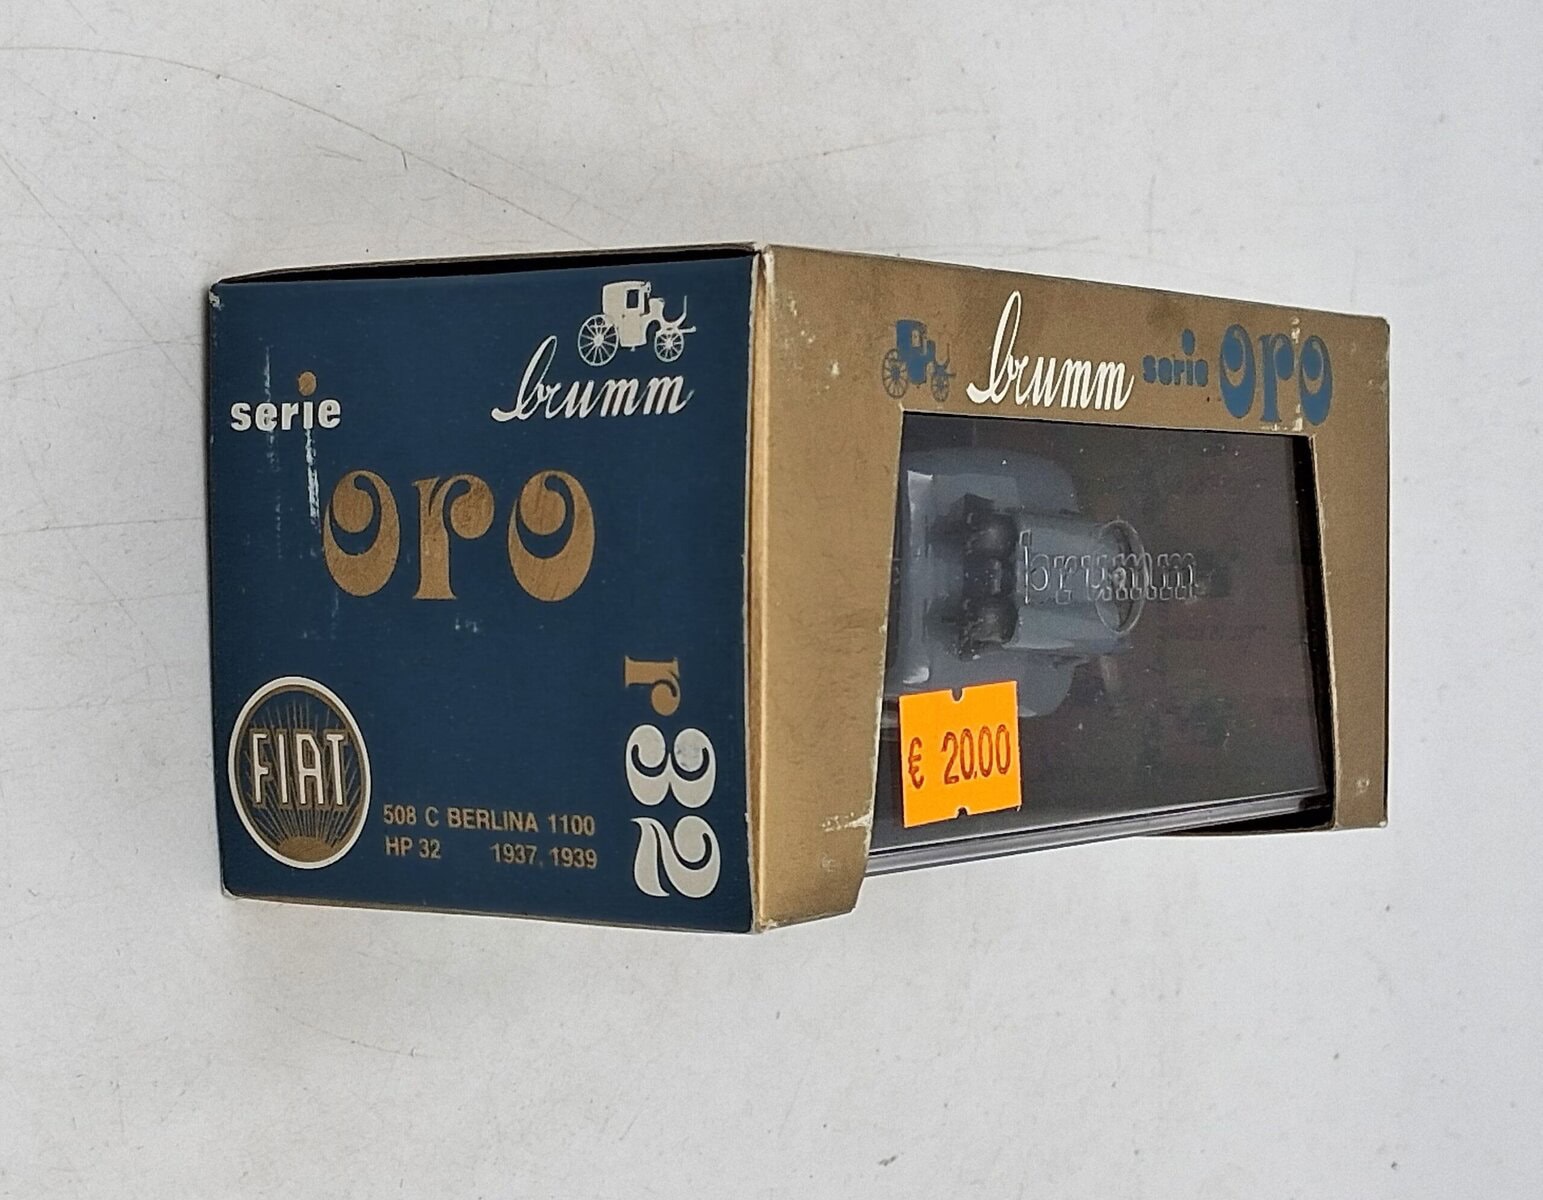 serie
brumm
oro
r32
FIAT
508 C BERLINA 1100
HP 32 1937. 1939
brumm serie oro
brumm
€ 20.00